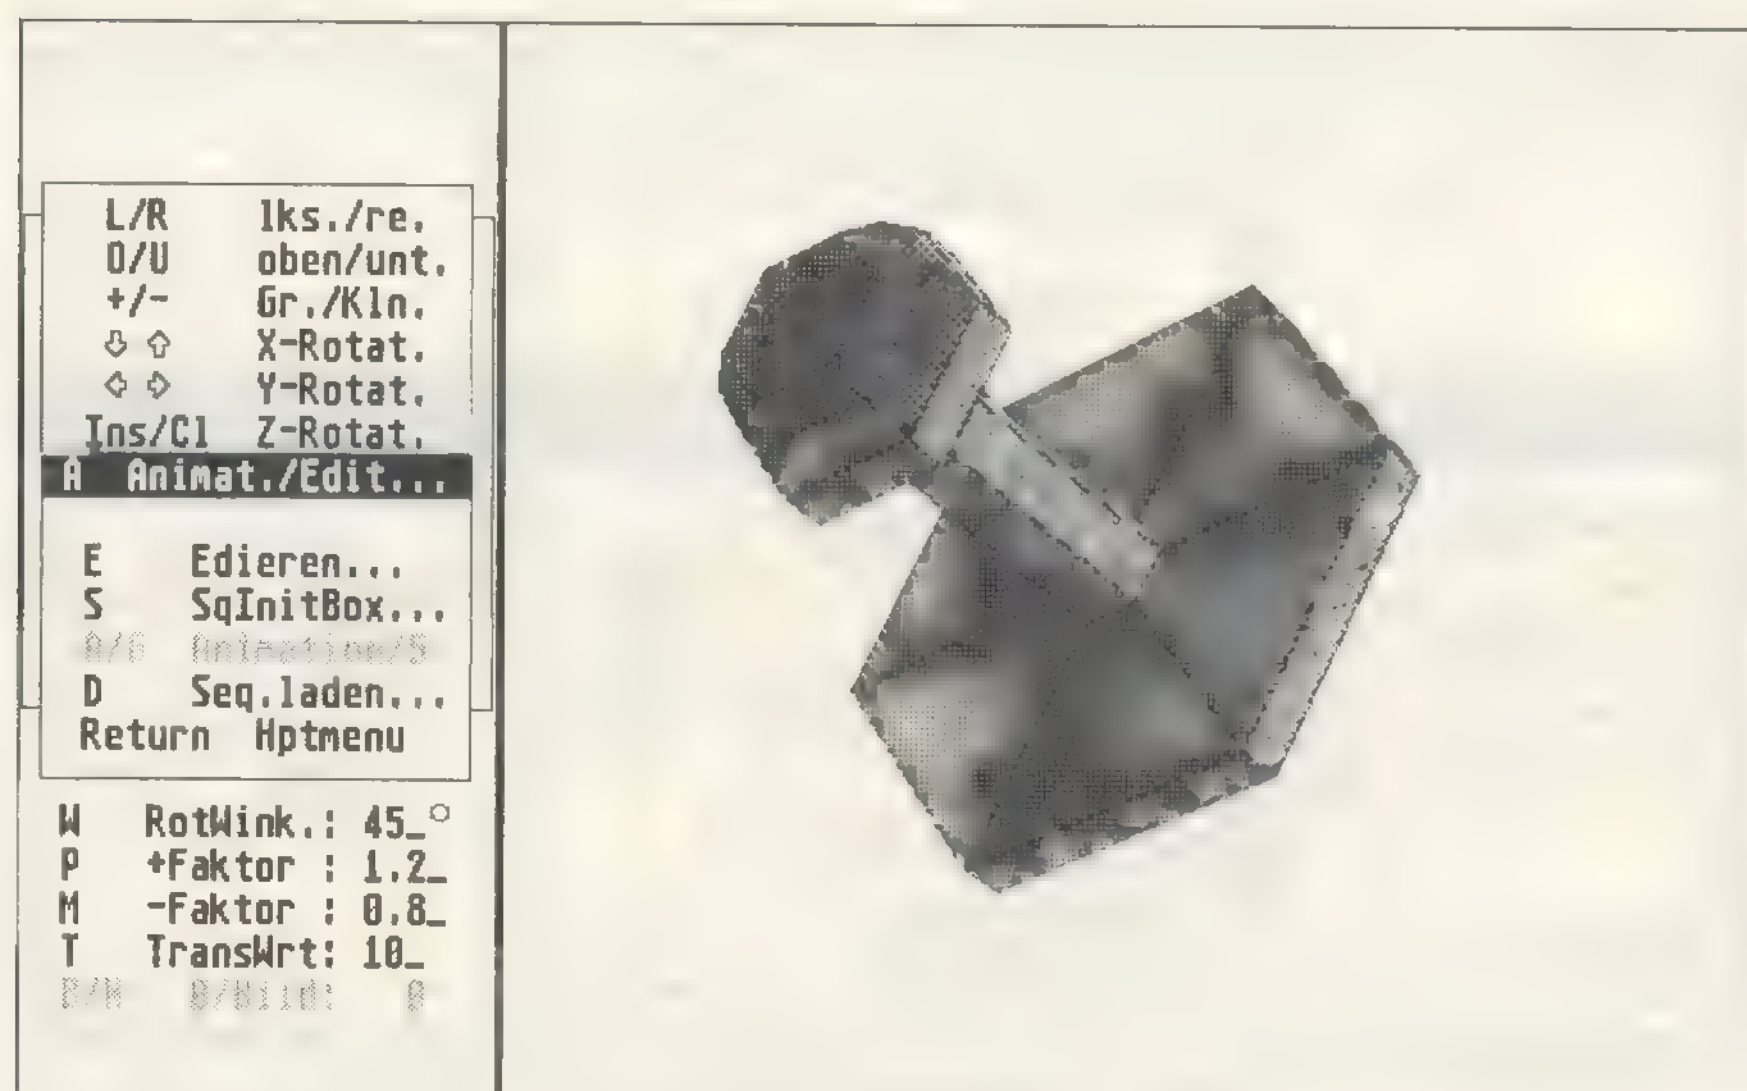 L/R lks./re.
O/U oben/unt.
+/- Gr./Kln.
⇩ ⇧ X-Rotat.
⇦ ⇨ Y-Rotat.
Ins/Cl Z-Rotat.
A Animat./Edit...
E Edieren...
S SqInitBox...
A/G Animation/S
D Seq.laden...
Return Hptmenu
W RotWink.: 45_°
P +Faktor : 1.2_
M -Faktor : 0.8_
T TransWrt: 10_